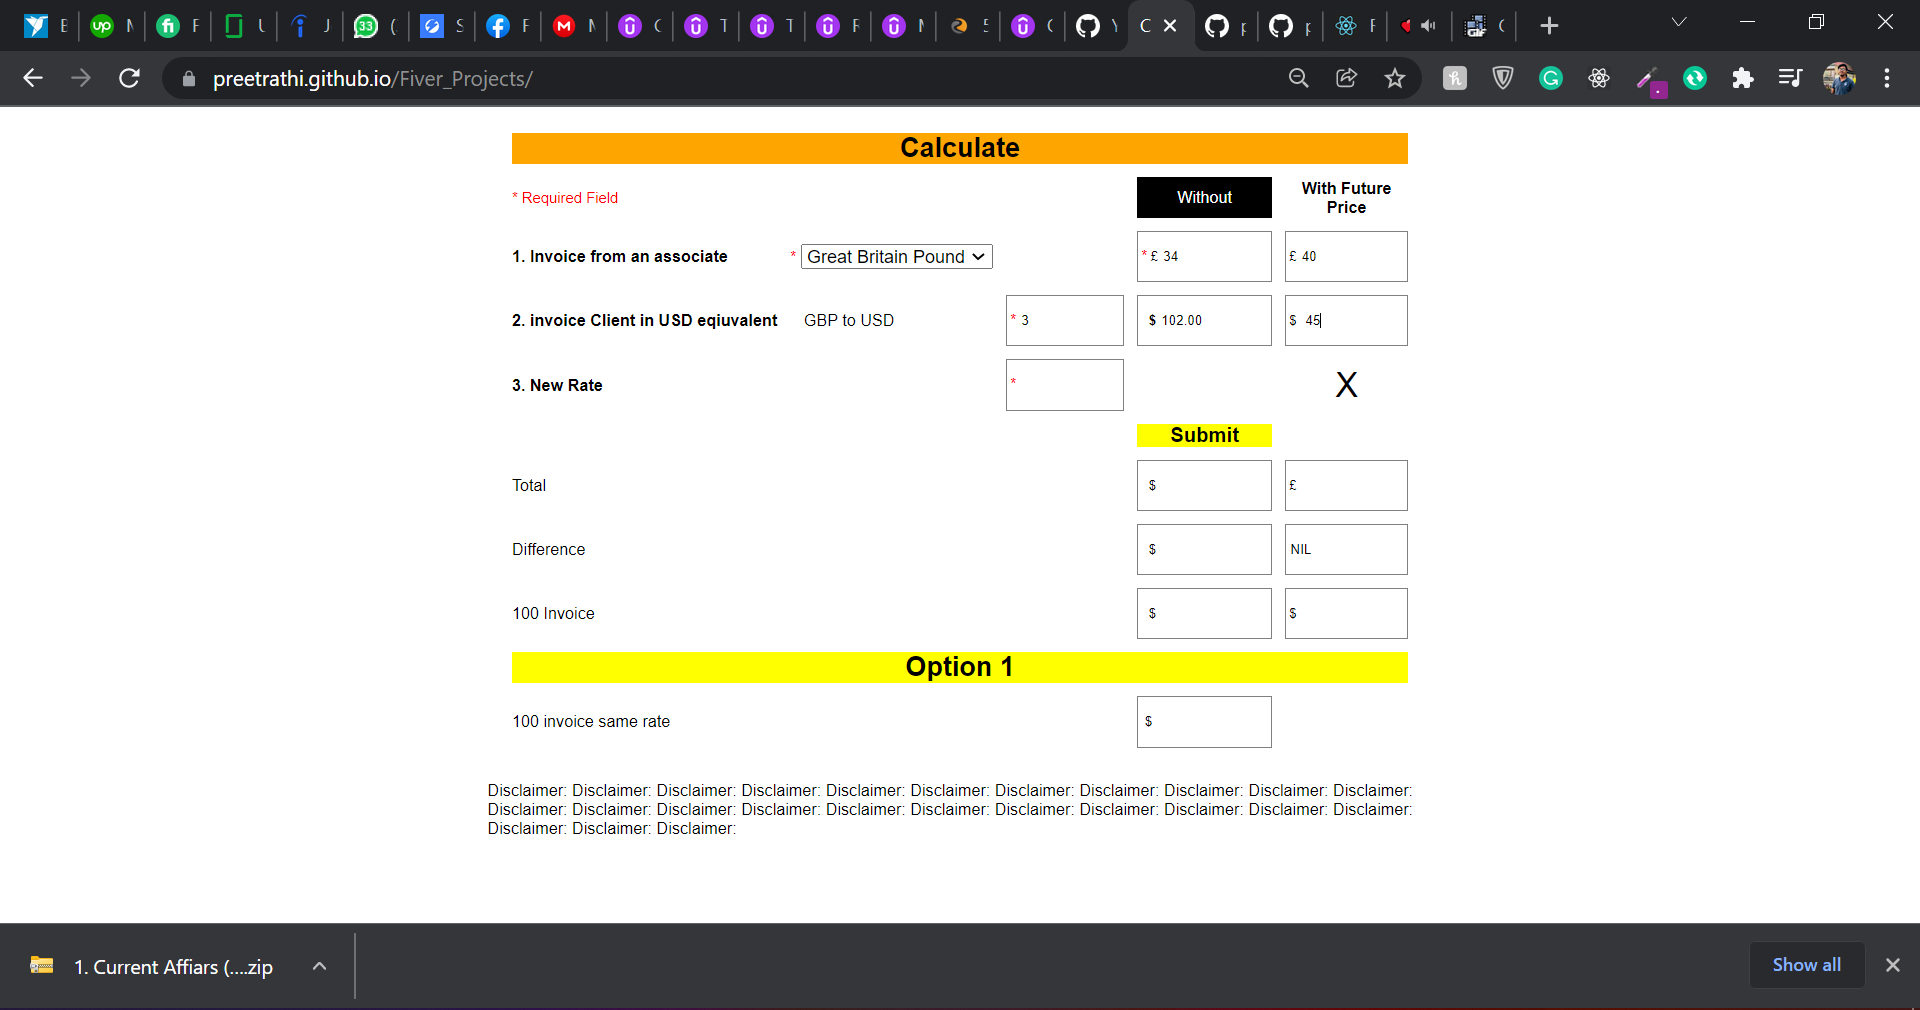 preetrathi.github.io/Fiver_Projects/
Calculate
* Required Field
Without
With Future
Price
1. Invoice from an associate
* Great Britain Pound
* £ 34
£ 40
2. invoice Client in USD eqiuvalent
GBP to USD
* 3
$ 102.00
$ 45
3. New Rate
*
X
Submit
Total
$
£
Difference
$
NIL
100 Invoice
$
$
Option 1
100 invoice same rate
$
Disclaimer: Disclaimer: Disclaimer: Disclaimer: Disclaimer: Disclaimer: Disclaimer: Disclaimer: Disclaimer: Disclaimer: Disclaimer:
Disclaimer: Disclaimer: Disclaimer: Disclaimer: Disclaimer: Disclaimer: Disclaimer: Disclaimer: Disclaimer: Disclaimer: Disclaimer:
Disclaimer: Disclaimer: Disclaimer:
1. Current Affiars (....zip
Show all